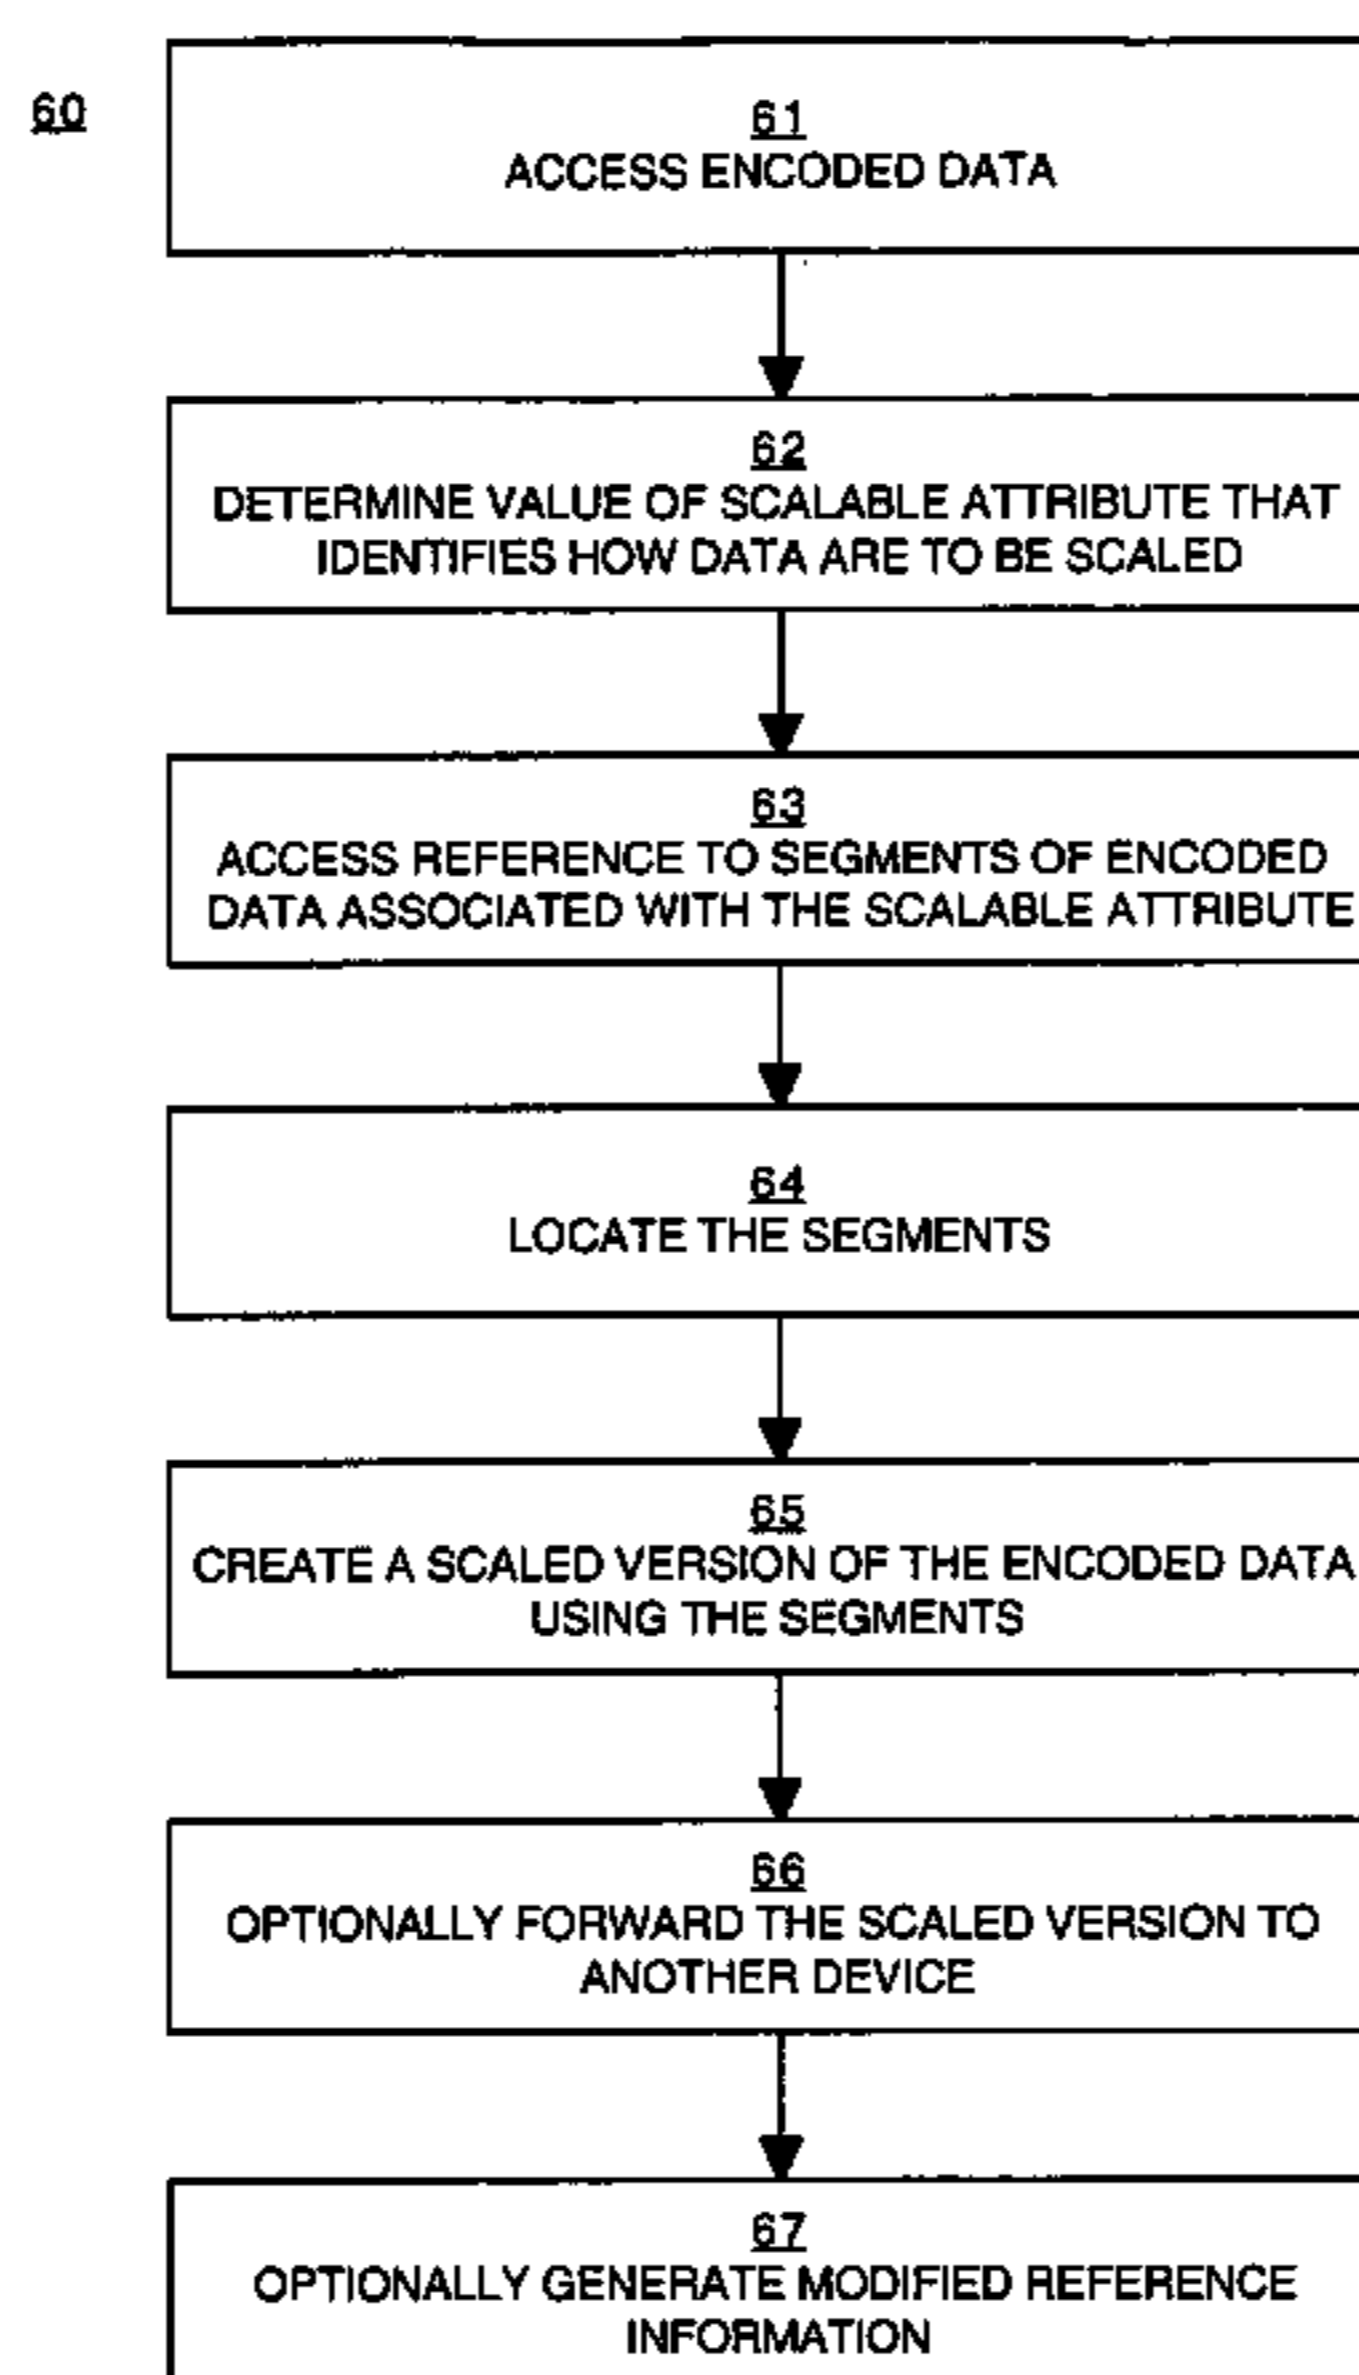 60
61
ACCESS ENCODED DATA
62
DETERMINE VALUE OF SCALABLE ATTRIBUTE THAT
IDENTIFIES HOW DATA ARE TO BE SCALED
63
ACCESS REFERENCE TO SEGMENTS OF ENCODED
DATA ASSOCIATED WITH THE SCALABLE ATTRIBUTE
64
LOCATE THE SEGMENTS
65
CREATE A SCALED VERSION OF THE ENCODED DATA
USING THE SEGMENTS
66
OPTIONALLY FORWARD THE SCALED VERSION TO
ANOTHER DEVICE
67
OPTIONALLY GENERATE MODIFIED REFERENCE
INFORMATION